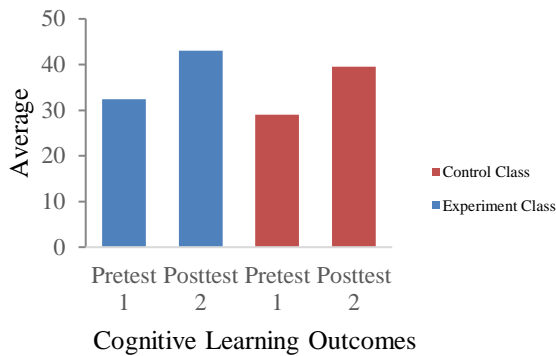 50
40
30
20
10
0
Average
Pretest Posttest Pretest Posttest
1 2 1 2
Cognitive Learning Outcomes
Control Class
Experiment Class